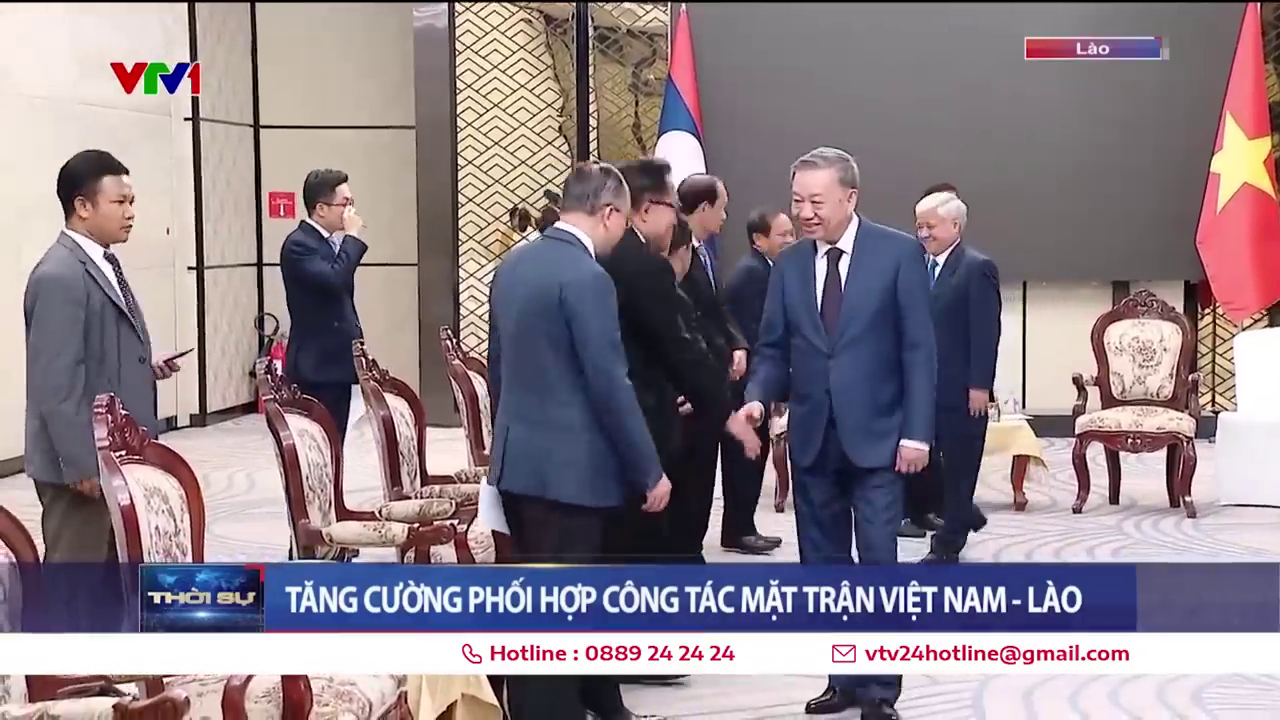 Lào
VTV1
THỜI SỰ
TĂNG CƯỜNG PHỐI HỢP CÔNG TÁC MẶT TRẬN VIỆT NAM - LÀO
Hotline : 0889 24 24 24
vtv24hotline@gmail.com